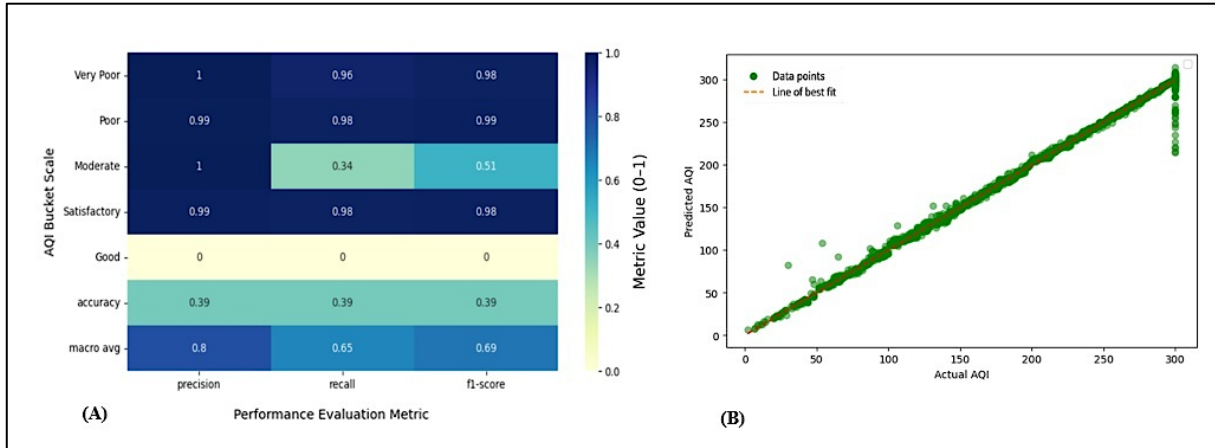 AQI Bucket Scale
Very Poor 1 0.96 0.98
Poor 0.99 0.98 0.99
Moderate 1 0.34 0.51
Satisfactory 0.99 0.98 0.98
Good 0 0 0
accuracy 0.39 0.39 0.39
macro avg 0.8 0.65 0.69
precision recall f1-score
Performance Evaluation Metric
(A)
1.0
0.8
0.6
0.4
0.2
0.0
Metric Value (0–1)
Data points
Line of best fit
Predicted AQI
300
250
200
150
100
50
0
0 50 100 150 200 250 300
Actual AQI
(B)